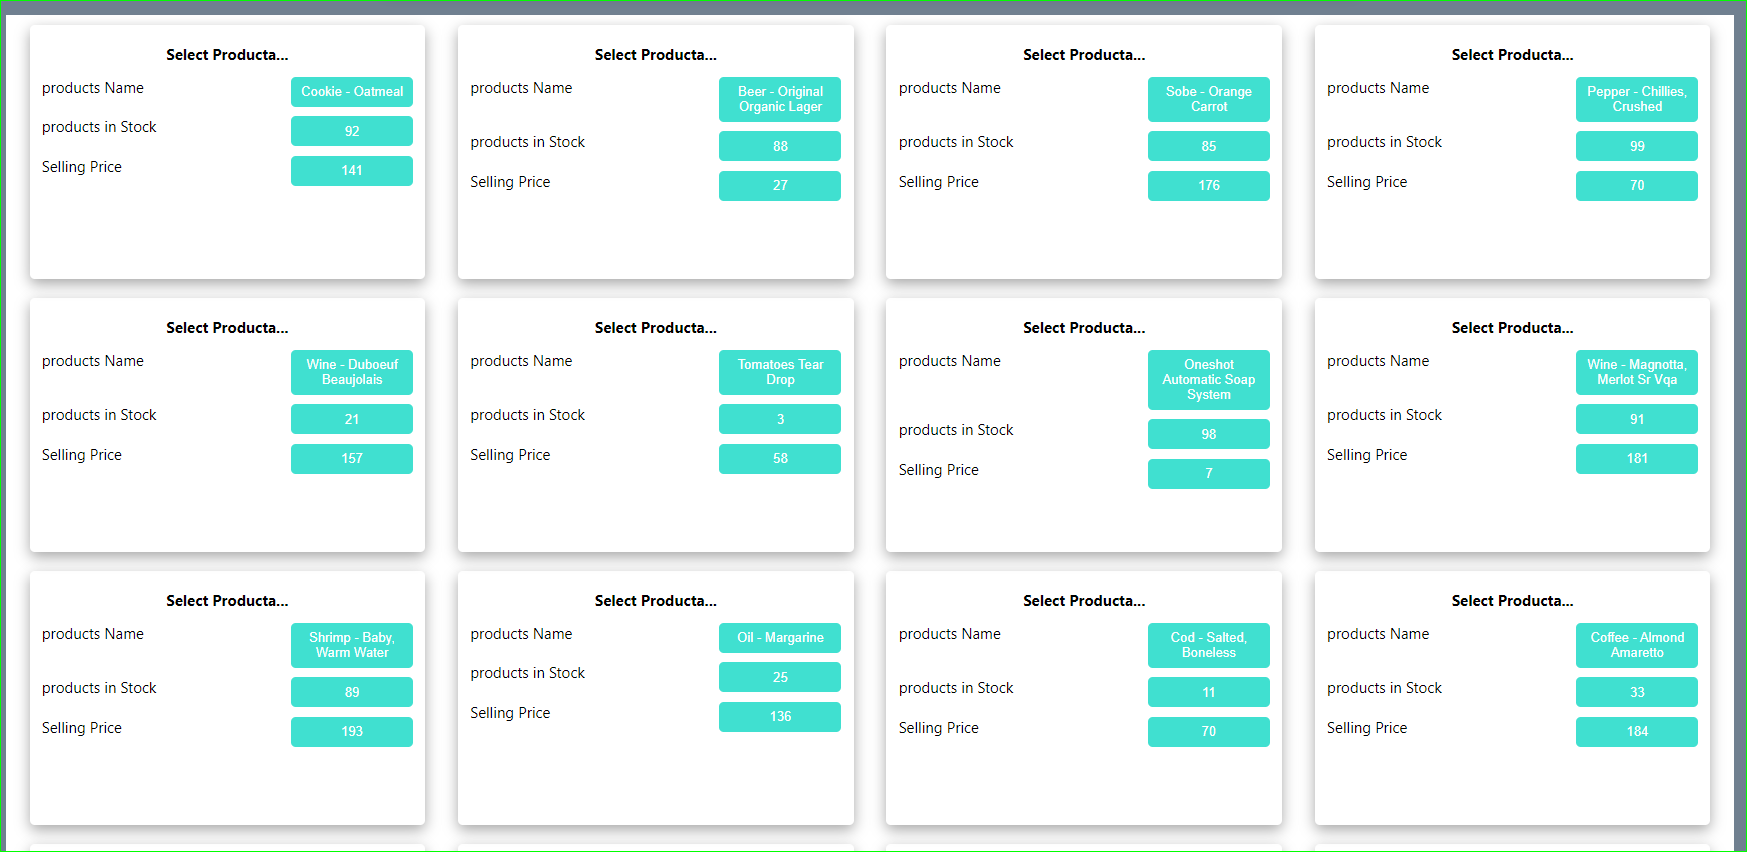 Select Producta...
products Name
Cookie - Oatmeal
products in Stock
92
Selling Price
141
Select Producta...
products Name
Beer - Original
Organic Lager
products in Stock
88
Selling Price
27
Select Producta...
products Name
Sobe - Orange
Carrot
products in Stock
85
Selling Price
176
Select Producta...
products Name
Pepper - Chillies,
Crushed
products in Stock
99
Selling Price
70
Select Producta...
products Name
Wine - Duboeuf
Beaujolais
products in Stock
21
Selling Price
157
Select Producta...
products Name
Tomatoes Tear
Drop
products in Stock
3
Selling Price
58
Select Producta...
products Name
Oneshot
Automatic Soap
System
products in Stock
98
Selling Price
7
Select Producta...
products Name
Wine - Magnotta,
Merlot Sr Vqa
products in Stock
91
Selling Price
181
Select Producta...
products Name
Shrimp - Baby,
Warm Water
products in Stock
89
Selling Price
193
Select Producta...
products Name
Oil - Margarine
products in Stock
25
Selling Price
136
Select Producta...
products Name
Cod - Salted,
Boneless
products in Stock
11
Selling Price
70
Select Producta...
products Name
Coffee - Almond
Amaretto
products in Stock
33
Selling Price
184